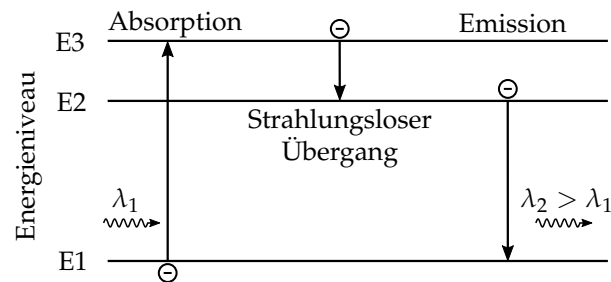 Absorption
Emission
E3
E2
Strahlungsloser
Übergang
Energieniveau
λ1
λ2 > λ1
E1